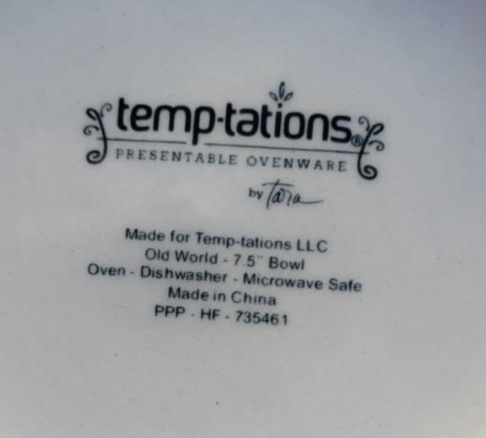 temp-tations®
PRESENTABLE OVENWARE
by Tara
Made for Temp-tations LLC
Old World - 7.5" Bowl
Oven - Dishwasher - Microwave Safe
Made in China
PPP - HF - 735461